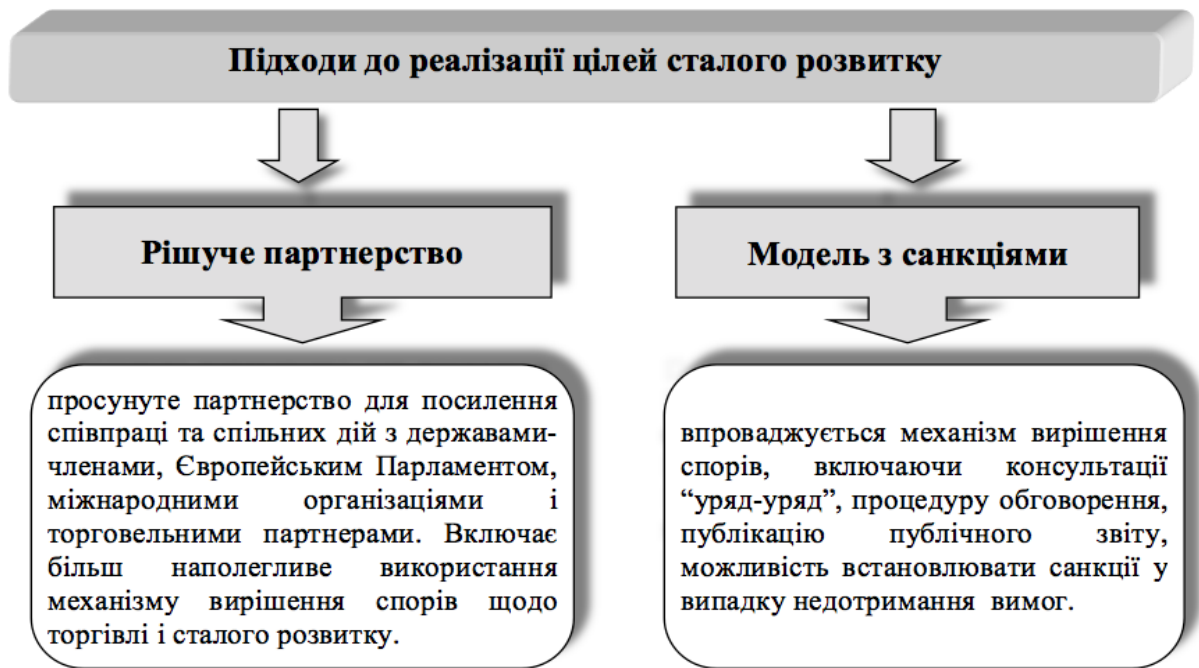 Підходи до реалізації цілей сталого розвитку
Рішуче партнерство
просунуте партнерство для посилення
співпраці та спільних дій з державами-
членами, Європейським Парламентом,
міжнародними організаціями і
торговельними партнерами. Включає
більш наполегливе використання
механізму вирішення спорів щодо
торгівлі і сталого розвитку.
Модель з санкціями
впроваджується механізм вирішення
спорів, включаючи консультації
“уряд-уряд”, процедуру обговорення,
публікацію публічного звіту,
можливість встановлювати санкції у
випадку недотримання вимог.